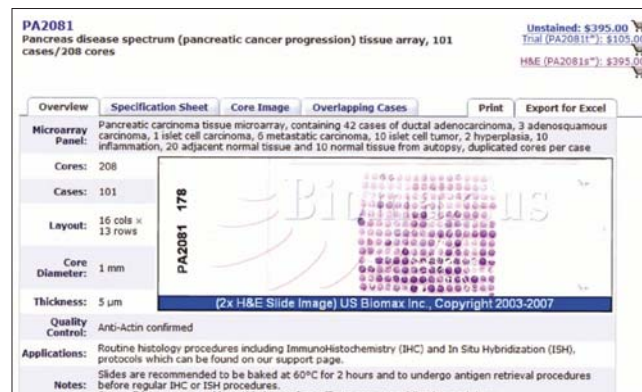 PA2081
Pancreas disease spectrum (pancreatic cancer progression) tissue array, 101
cases/208 cores
Unstained: $395.00
Trial (PA2081t"): $105.00
H&E (PA2081s"): $395.0
Overview
Specification Sheet
Core Image
Overlapping Cases
Print
Export for Excel
Microarray Panel:
Pancreatic carcinoma tissue microarray, containing 42 cases of ductal adenocarcinoma, 3 adenosquamous
carcinoma, 1 islet cell carcinoma, 6 metastatic carcinoma, 10 islet cell tumor, 2 hyperplasia, 10
inflammation, 20 adjacent normal tissue and 10 normal tissue from autopsy, duplicated cores per case
Cores: 208
Cases: 101
Layout: 16 cols ×
13 rows
Core
Diameter: 1 mm
Thickness: 5 µm
PA2081 178
Biomax.us
(2x H&E Slide Image) US Biomax Inc., Copyright 2003-2007
Quality
Control: Anti-Actin confirmed
Applications:
Routine histology procedures including ImmunoHistochemistry (IHC) and In Situ Hybridization (ISH),
protocols which can be found on our support page.
Notes:
Slides are recommended to be baked at 60°C for 2 hours and to undergo antigen retrieval procedures
before regular IHC or ISH procedures.